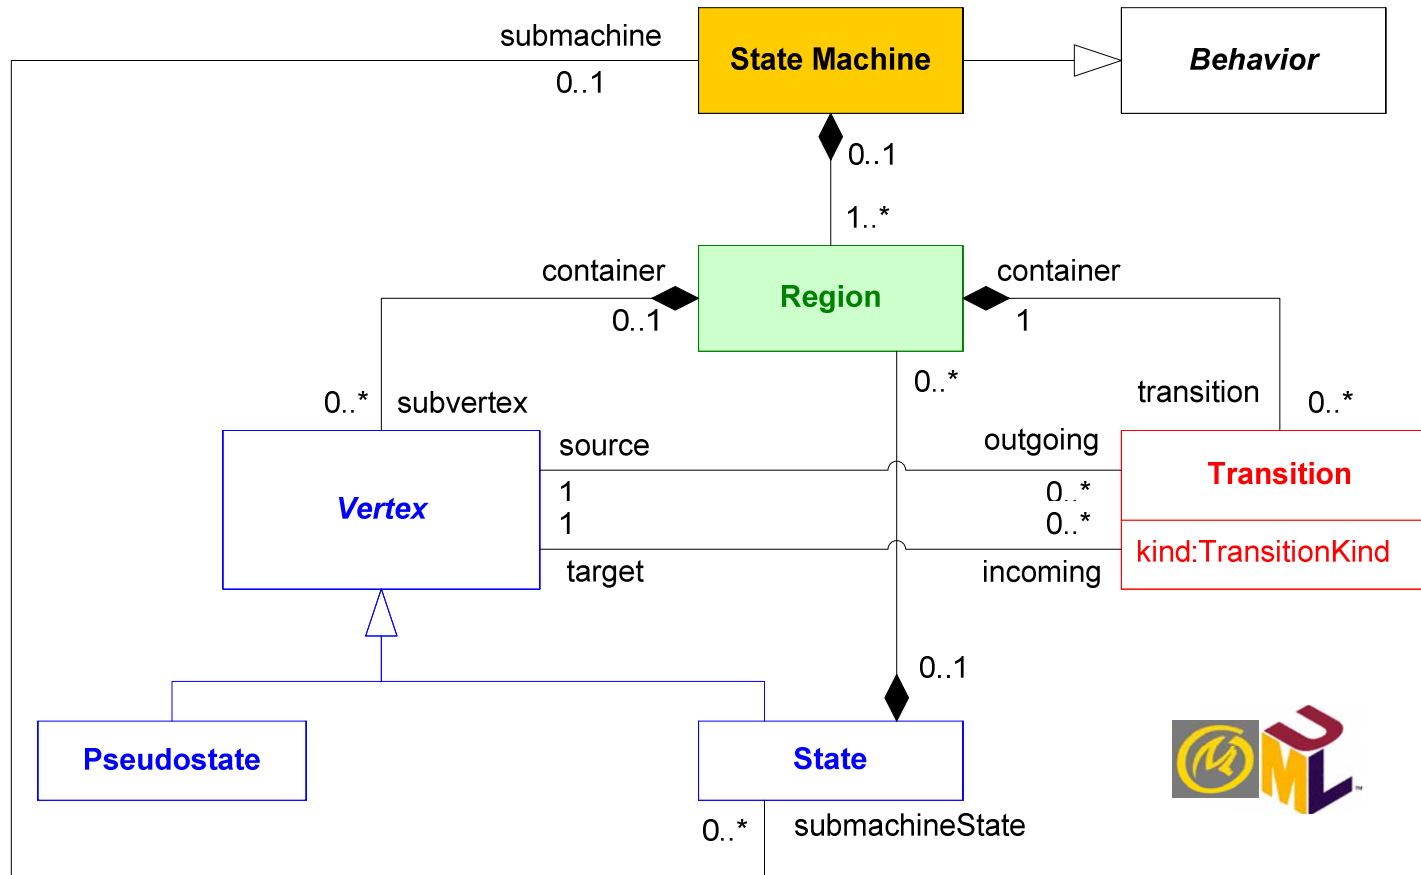 submachine
0..1
State Machine
Behavior
0..1
1..*
container
0..1
Region
container
1
0..*
subvertex
0..*
transition
0..*
source
1
outgoing
0..*
Vertex
1
target
0..*
incoming
Transition
kind:TransitionKind
0..1
Pseudostate
State
0..*
submachineState
UML
™